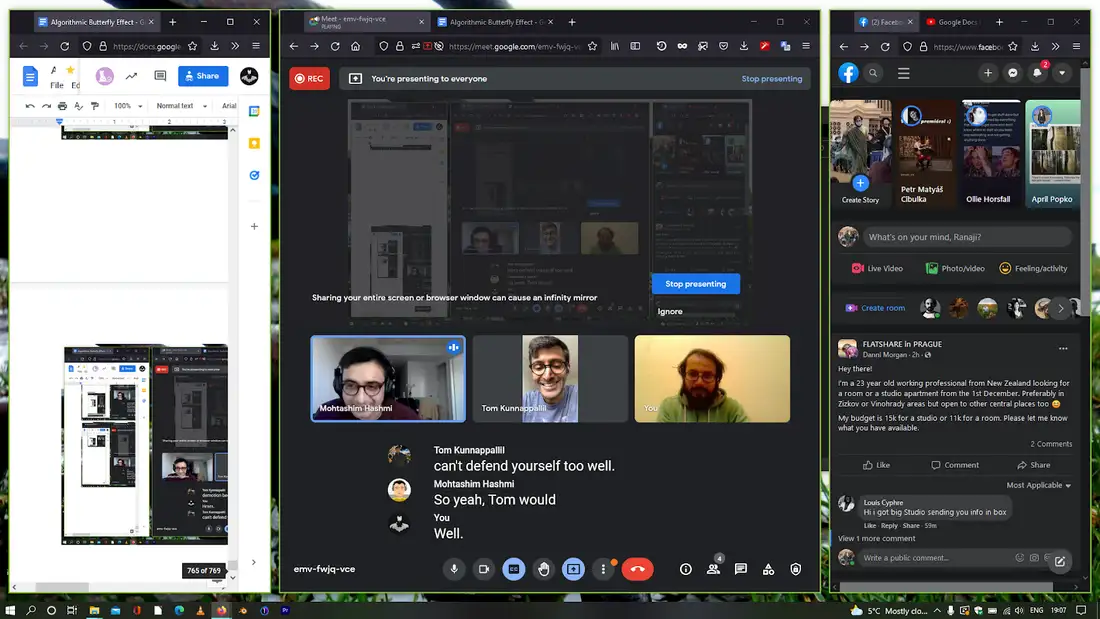 Algorithmic Butterfly Effect -
https://docs.google
A
File
Ed
Share
100%
Normal text
Arial
765 of 769
Meet - emv-fwjq-vce
PLAYING
Algorithmic Butterfly Effect - G
https://meet.google.com/emv-fwjq-v
REC
You're presenting to everyone
Stop presenting
Sharing your entire screen or browser window can cause an infinity mirror
Stop presenting
Ignore
Mohtashim Hashmi
Tom Kunnappallil
You
Tom Kunnappallil
can't defend yourself too well.
Mohtashim Hashmi
So yeah, Tom would
You
Well.
emv-fwjq-vce
4
(2) Facebook
YouTube
Google Docs
https://www.facebo
2
Create Story
premiérai :)
Petr Matyáš
Cibulka
Ollie Horsfall
April Popko
What's on your mind, Ranaji?
Live Video
Photo/video
Feeling/activity
Create room
FLATSHARE in PRAGUE
Danni Morgan · 2h ·
Hey there!
I'm a 23 year old working professional from New Zealand looking for
a room or a studio apartment from the 1st December. Preferably in
Zizkov or Vinohrady areas but open to other central places too 😄
My budget is 15k for a studio or 11k for a room. Please let me know
what you have available.
2 Comments
Like
Comment
Share
Most Applicable
Louis Cyphre
Hi i got big Studio sending you info in box
Like · Reply · Share · 59m
View 1 more comment
Write a public comment...
5°C Mostly clo...
ENG
19:07